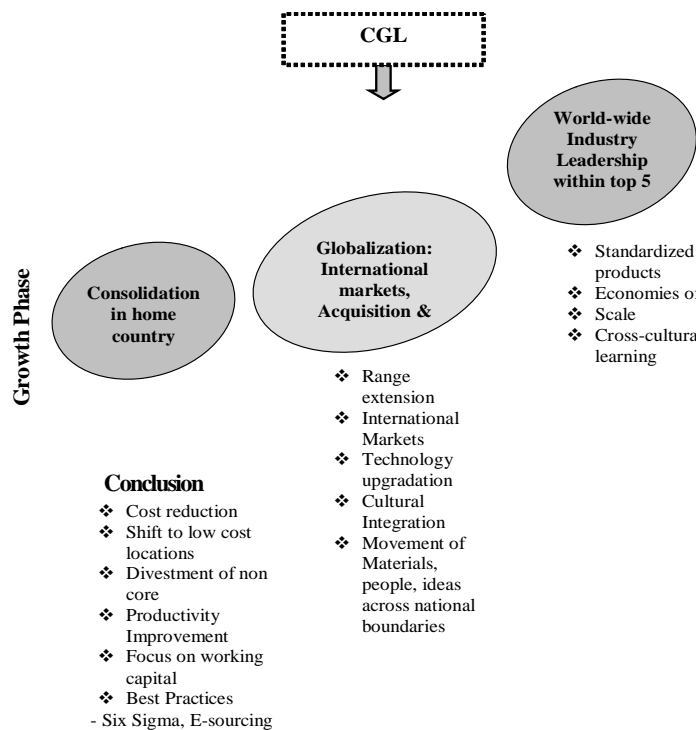 CGL
World-wide
Industry
Leadership
within top 5
Globalization:
International
markets,
Acquisition &
Consolidation
in home
country
Growth Phase
❖ Standardized
products
❖ Economies of
❖ Scale
❖ Cross-cultura
learning
❖ Range
extension
❖ International
Markets
❖ Technology
upgradation
❖ Cultural
Integration
❖ Movement of
Materials,
people, ideas
across national
boundaries
Conclusion
❖ Cost reduction
❖ Shift to low cost
locations
❖ Divestment of non
core
❖ Productivity
Improvement
❖ Focus on working
capital
❖ Best Practices
- Six Sigma, E-sourcing